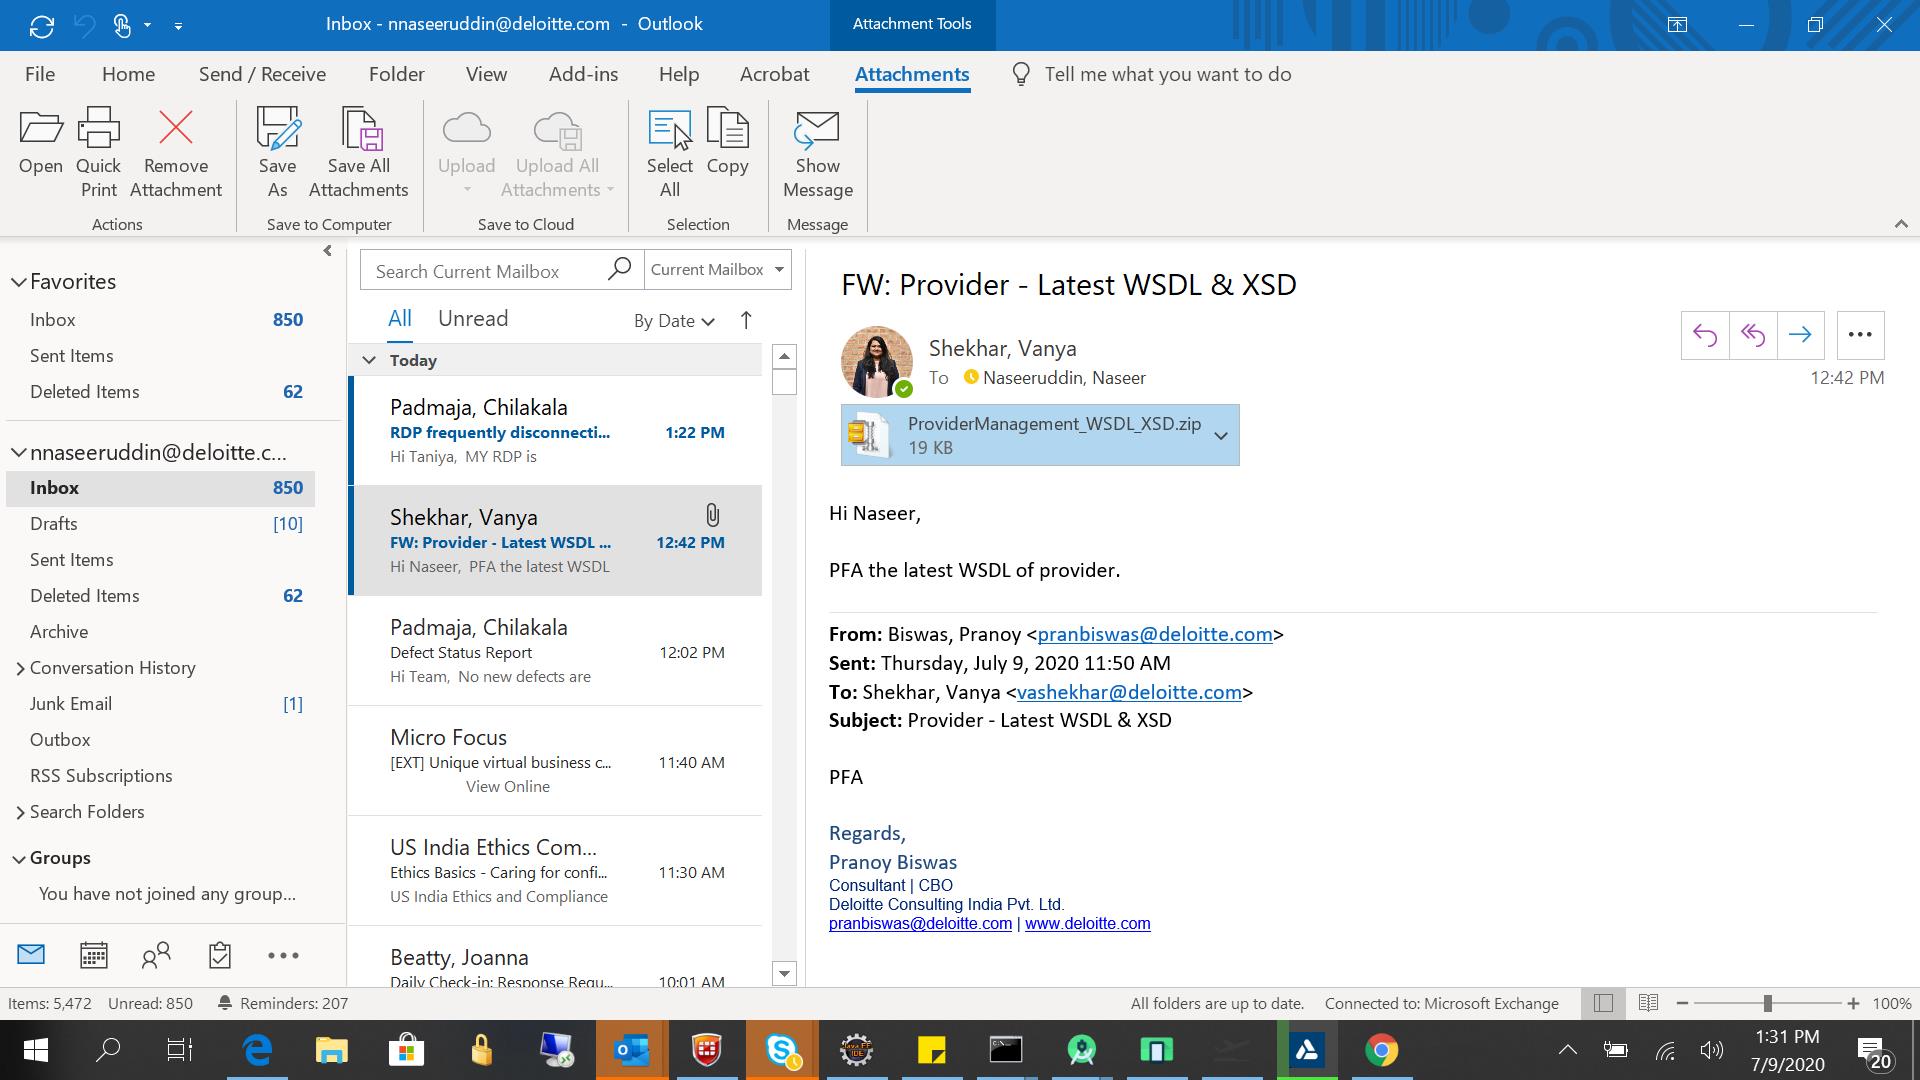 Inbox - nnaseeruddin@deloitte.com - Outlook
Attachment Tools
File Home Send / Receive Folder View Add-ins Help Acrobat Attachments Tell me what you want to do
Open
Quick Print
Remove Attachment
Actions
Save As
Save All Attachments
Save to Computer
Upload
Upload All Attachments
Save to Cloud
Select All
Copy
Selection
Show Message
Message
Favorites
Inbox 850
Sent Items
Deleted Items 62
nnaseeruddin@deloitte.c...
Inbox 850
Drafts [10]
Sent Items
Deleted Items 62
Archive
Conversation History
Junk Email [1]
Outbox
RSS Subscriptions
Search Folders
Groups
You have not joined any group...
Search Current Mailbox Current Mailbox
All Unread By Date
Today
Padmaja, Chilakala
RDP frequently disconnecti... 1:22 PM
Hi Taniya, MY RDP is
Shekhar, Vanya
FW: Provider - Latest WSDL ... 12:42 PM
Hi Naseer, PFA the latest WSDL
Padmaja, Chilakala
Defect Status Report 12:02 PM
Hi Team, No new defects are
Micro Focus
[EXT] Unique virtual business c... 11:40 AM
View Online
US India Ethics Com...
Ethics Basics - Caring for confi... 11:30 AM
US India Ethics and Compliance
Beatty, Joanna
Daily Check-in: Response Requ... 10:01 AM
FW: Provider - Latest WSDL & XSD
Shekhar, Vanya
To Naseeruddin, Naseer
12:42 PM
ProviderManagement_WSDL_XSD.zip
19 KB
Hi Naseer,
PFA the latest WSDL of provider.
From: Biswas, Pranoy <pranbiswas@deloitte.com>
Sent: Thursday, July 9, 2020 11:50 AM
To: Shekhar, Vanya <vashekhar@deloitte.com>
Subject: Provider - Latest WSDL & XSD
PFA
Regards,
Pranoy Biswas
Consultant | CBO
Deloitte Consulting India Pvt. Ltd.
pranbiswas@deloitte.com | www.deloitte.com
Items: 5,472 Unread: 850 Reminders: 207 All folders are up to date. Connected to: Microsoft Exchange 100%
1:31 PM
7/9/2020
20